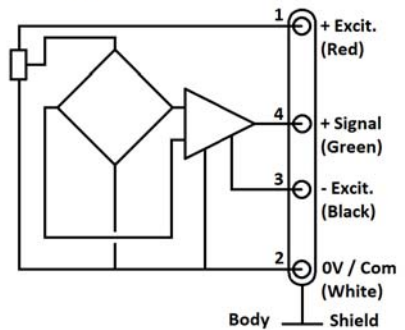 1 + Excit.
(Red)
4 + Signal
(Green)
3 - Excit.
(Black)
2 0V / Com
(White)
Body Shield